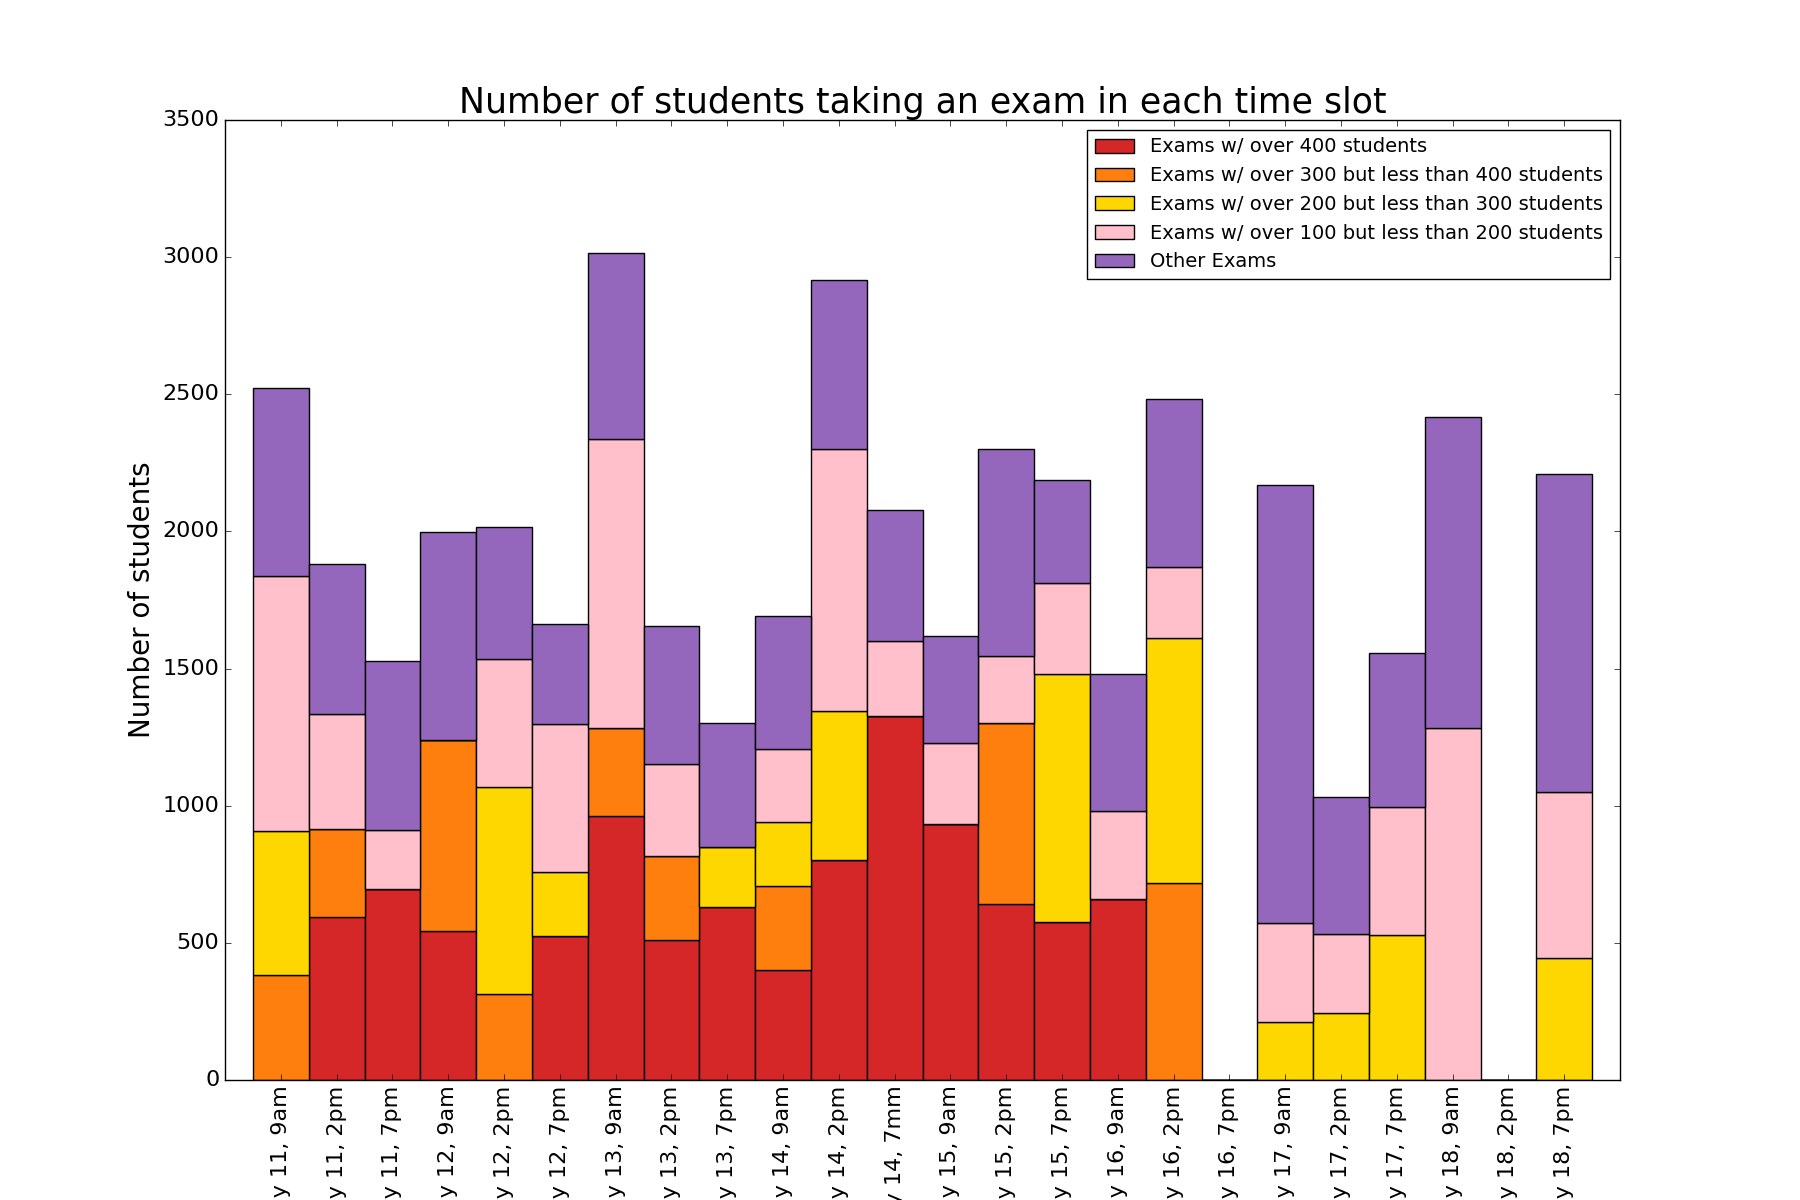 Number of students taking an exam in each time slot
3500
3000
2500
2000
1500
1000
500
0
Number of students
Exams w/ over 400 students
Exams w/ over 300 but less than 400 students
Exams w/ over 200 but less than 300 students
Exams w/ over 100 but less than 200 students
Other Exams
y 11, 9am
y 11, 2pm
y 11, 7pm
y 12, 9am
y 12, 2pm
y 12, 7pm
y 13, 9am
y 13, 2pm
y 13, 7pm
y 14, 9am
y 14, 2pm
y 14, 7mm
y 15, 9am
y 15, 2pm
y 15, 7pm
y 16, 9am
y 16, 2pm
y 16, 7pm
y 17, 9am
y 17, 2pm
y 17, 7pm
y 18, 9am
y 18, 2pm
y 18, 7pm